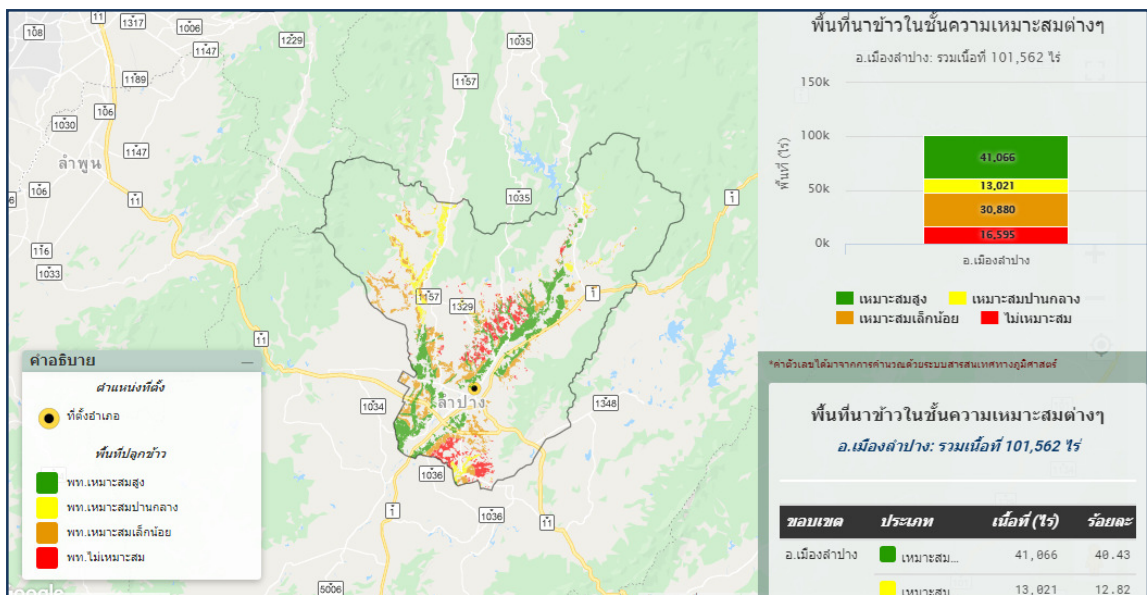 11
1317
1006
108
1147
1229
1035
1157
1189
106
1030
1147
ลำพูน
106
11
1035
1
116
1033
1157
1329
1
11
ลำปาง
1034
1348
1036
1
1036
11
5006
คำอธิบาย
ตำแหน่งที่ตั้ง
ที่ตั้งอำเภอ
พื้นที่ปลูกข้าว
พท.เหมาะสมสูง
พท.เหมาะสมปานกลาง
พท.เหมาะสมเล็กน้อย
พท.ไม่เหมาะสม
พื้นที่นาข้าวในชั้นความเหมาะสมต่างๆ
อ.เมืองลำปาง: รวมเนื้อที่ 101,562 ไร่
พื้นที่ (ไร่)
150k
100k
50k
0k
41,066
13,021
30,880
16,595
อ.เมืองลำปาง
เหมาะสมสูง เหมาะสมปานกลาง
เหมาะสมเล็กน้อย ไม่เหมาะสม
*ค่าตัวเลขได้มาจากการคำนวณด้วยระบบสารสนเทศทางภูมิศาสตร์
พื้นที่นาข้าวในชั้นความเหมาะสมต่างๆ
อ.เมืองลำปาง: รวมเนื้อที่ 101,562 ไร่
ขอบเขต ประเภท เนื้อที่ (ไร่) ร้อยละ
อ.เมืองลำปาง เหมาะสม... 41,066 40.43
เหมาะสม 13,021 12.82